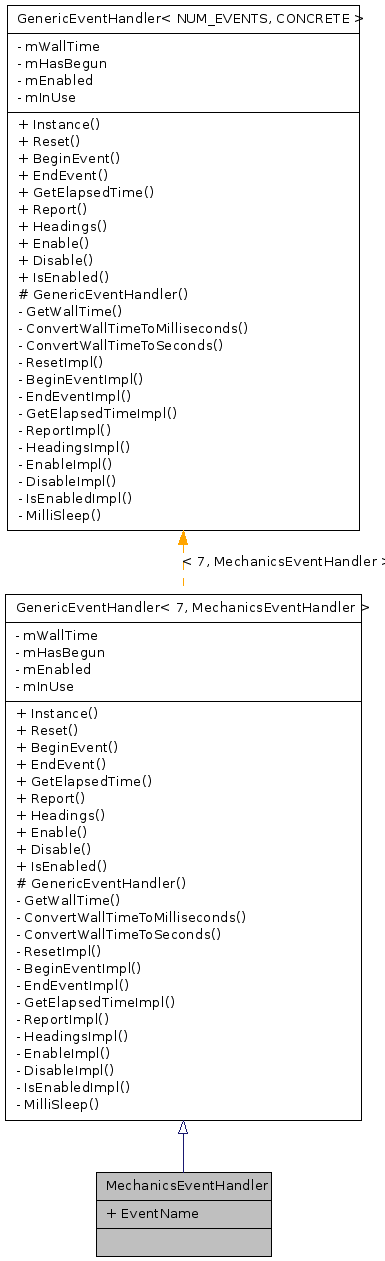 GenericEventHandler< NUM_EVENTS, CONCRETE >
- mWallTime
- mHasBegun
- mEnabled
- mInUse
+ Instance()
+ Reset()
+ BeginEvent()
+ EndEvent()
+ GetElapsedTime()
+ Report()
+ Headings()
+ Enable()
+ Disable()
+ IsEnabled()
# GenericEventHandler()
- GetWallTime()
- ConvertWallTimeToMilliseconds()
- ConvertWallTimeToSeconds()
- ResetImpl()
- BeginEventImpl()
- EndEventImpl()
- GetElapsedTimeImpl()
- ReportImpl()
- HeadingsImpl()
- EnableImpl()
- DisableImpl()
- IsEnabledImpl()
- MilliSleep()
< 7, MechanicsEventHandler >
GenericEventHandler< 7, MechanicsEventHandler >
- mWallTime
- mHasBegun
- mEnabled
- mInUse
+ Instance()
+ Reset()
+ BeginEvent()
+ EndEvent()
+ GetElapsedTime()
+ Report()
+ Headings()
+ Enable()
+ Disable()
+ IsEnabled()
# GenericEventHandler()
- GetWallTime()
- ConvertWallTimeToMilliseconds()
- ConvertWallTimeToSeconds()
- ResetImpl()
- BeginEventImpl()
- EndEventImpl()
- GetElapsedTimeImpl()
- ReportImpl()
- HeadingsImpl()
- EnableImpl()
- DisableImpl()
- IsEnabledImpl()
- MilliSleep()
MechanicsEventHandler
+ EventName